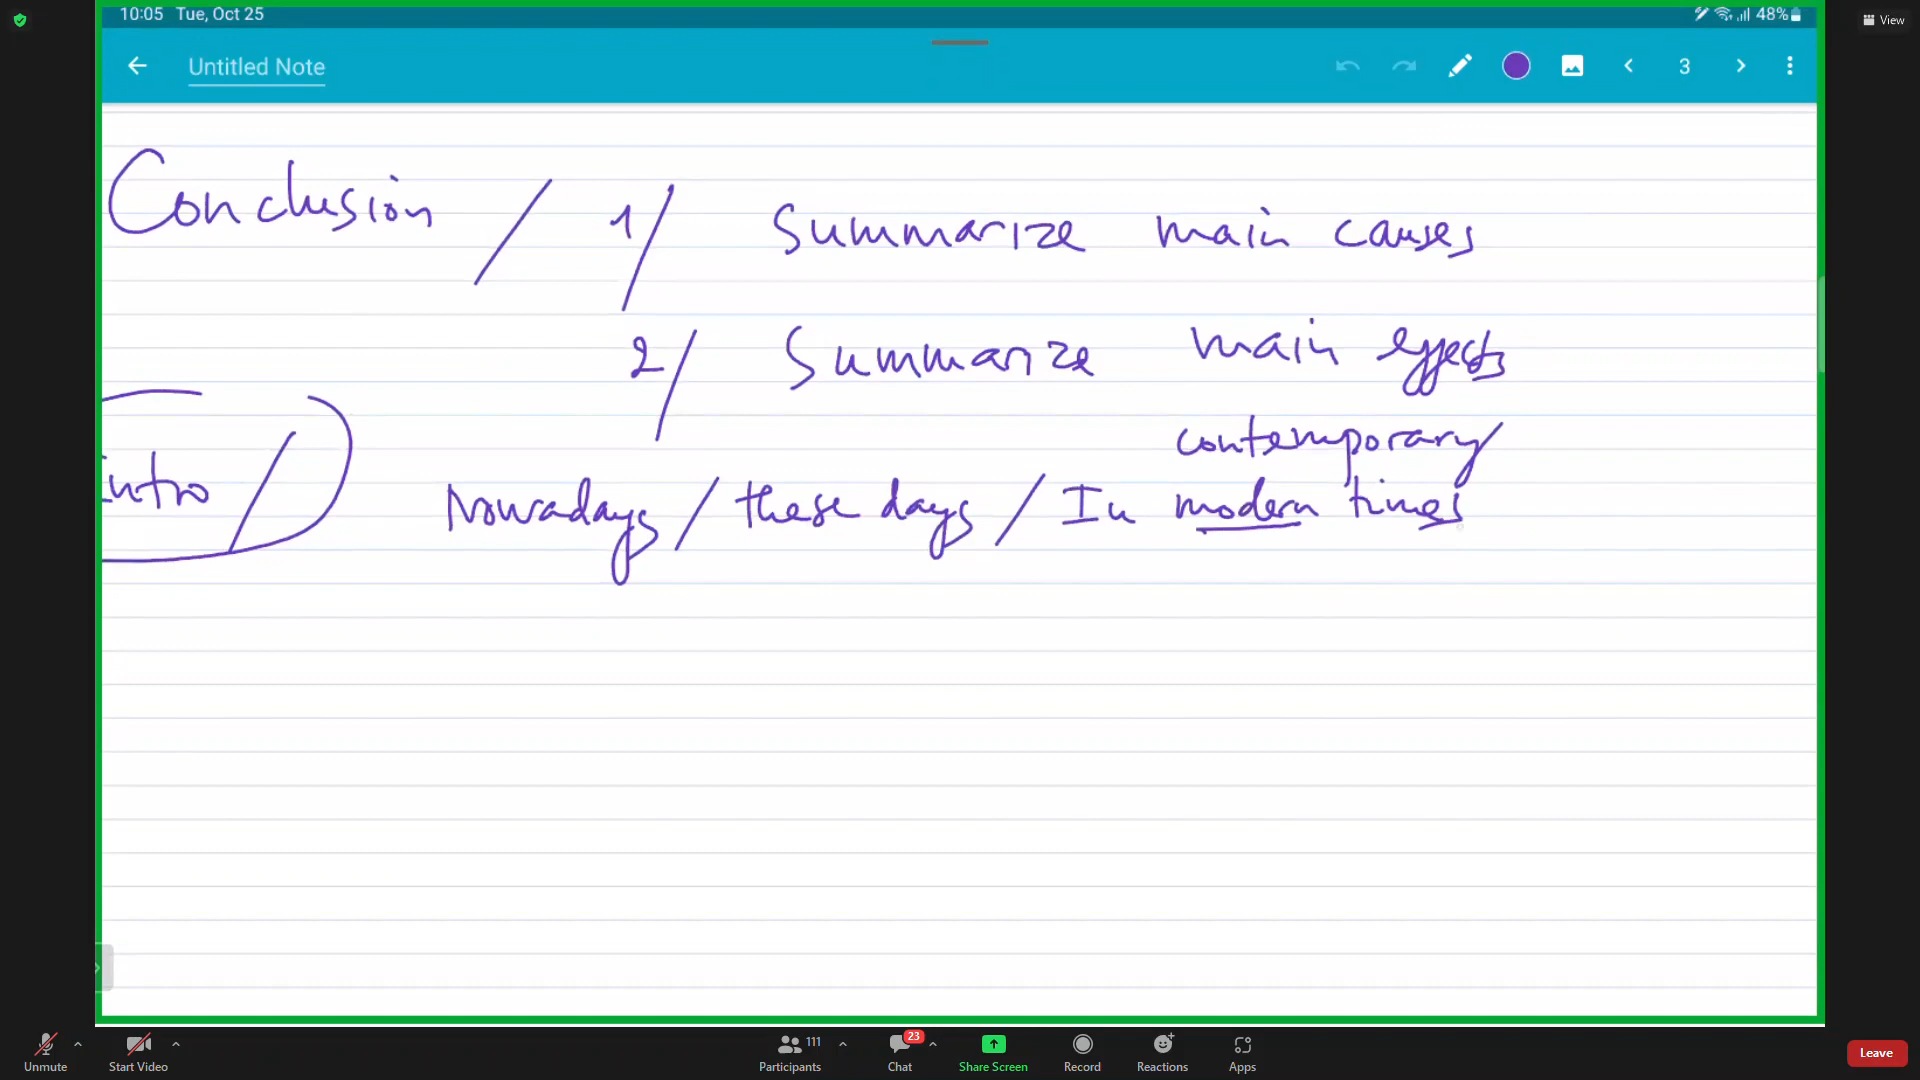 10:05 Tue, Oct 25 48%
View
Untitled Note 3
Conclusion / 1/ Summarize main causes
2/ Summarize main effects
contemporary
intro / Nowadays / these days / In modern times
111 23
Unmute Start Video Participants Chat Share Screen Record Reactions Apps Leave